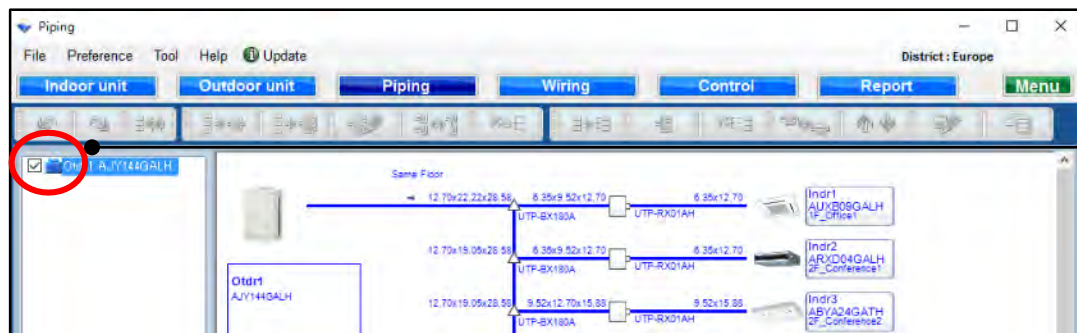 Piping
File Preference Tool Help Update
District : Europe
Indoor unit Outdoor unit Piping Wiring Control Report Menu
Otdr1 AJY144GALH
Same Floor
12.70x22.22x28.58 6.35x9.52x12.70 6.35x12.70
UTP-BX180A UTP-RX01AH
Indr1
AUXB09GALH
1F_Office1
12.70x19.05x28.58 6.35x9.52x12.70 6.35x12.70
UTP-BX180A UTP-RX01AH
Indr2
ARXD04GALH
2F_Conference1
Otdr1
AJY144GALH
12.70x19.05x28.58 9.52x12.70x15.88 9.52x15.88
UTP-BX180A UTP-RX01AH
Indr3
ABYA24GATH
2F_Conference2